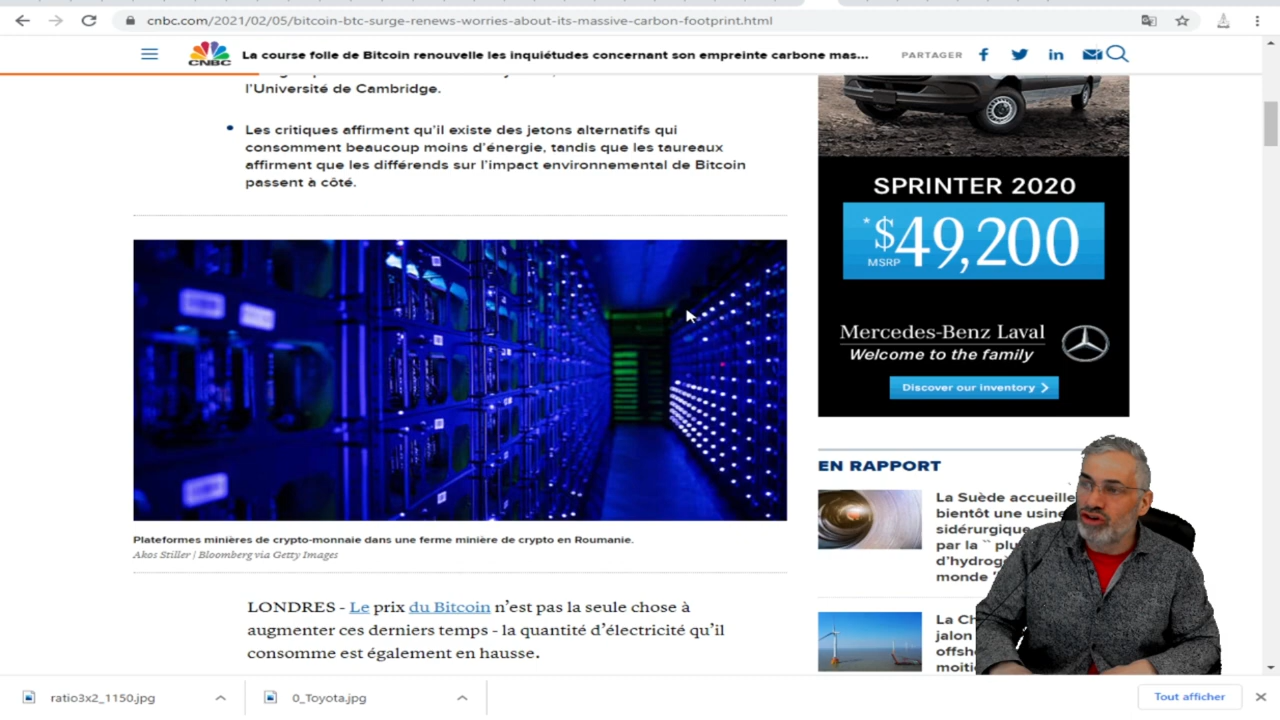 cnbc.com/2021/02/05/bitcoin-btc-surge-renews-worries-about-its-massive-carbon-footprint.html
CNBC
La course folle de Bitcoin renouvelle les inquiétudes concernant son empreinte carbone mas...
PARTAGER
l'Université de Cambridge.
Les critiques affirment qu'il existe des jetons alternatifs qui
consomment beaucoup moins d'énergie, tandis que les taureaux
affirment que les différends sur l'impact environnemental de Bitcoin
passent à côté.
SPRINTER 2020
*$49,200
MSRP
Mercedes-Benz Laval
Welcome to the family
Discover our inventory
Plateformes minières de crypto-monnaie dans une ferme minière de crypto en Roumanie.
Akos Stiller | Bloomberg via Getty Images
LONDRES - Le prix du Bitcoin n'est pas la seule chose à
augmenter ces derniers temps - la quantité d'électricité qu'il
consomme est également en hausse.
EN RAPPORT
La Suède accueille
bientôt une usine
sidérurgique
par la `` plu
d'hydrog
monde
La Ch
jalon
offsh
moiti
ratio3x2_1150.jpg
0_Toyota.jpg
Tout afficher